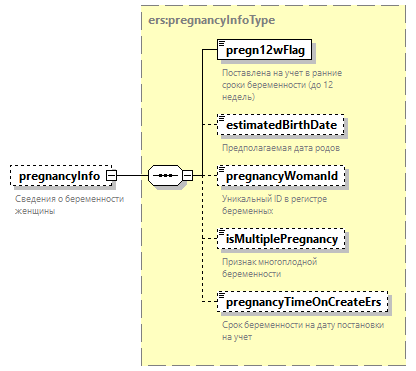 ers:pregnancyInfoType
pregn12wFlag
Поставлена на учет в ранние
сроки беременности (до 12
недель)
estimatedBirthDate
Предполагаемая дата родов
pregnancyInfo
Сведения о беременности
женщины
pregnancyWomanId
Уникальный ID в регистре
беременных
isMultiplePregnancy
Признак многоплодной
беременности
pregnancyTimeOnCreateErs
Срок беременности на дату постановки
на учет